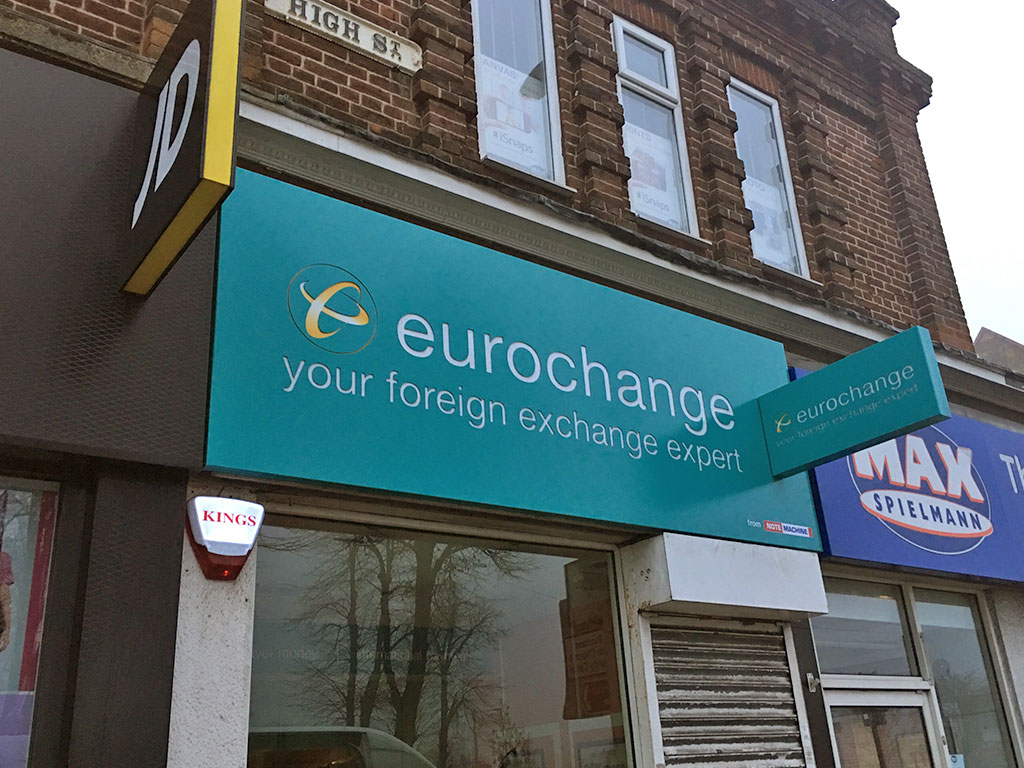 HIGH ST.
JD
#iSnaps
#iSnaps
#iSnaps
eurochange
your foreign exchange expert
eurochange
your foreign exchange expert
from NOTE MACHINE
MAX
SPIELMANN
KINGS